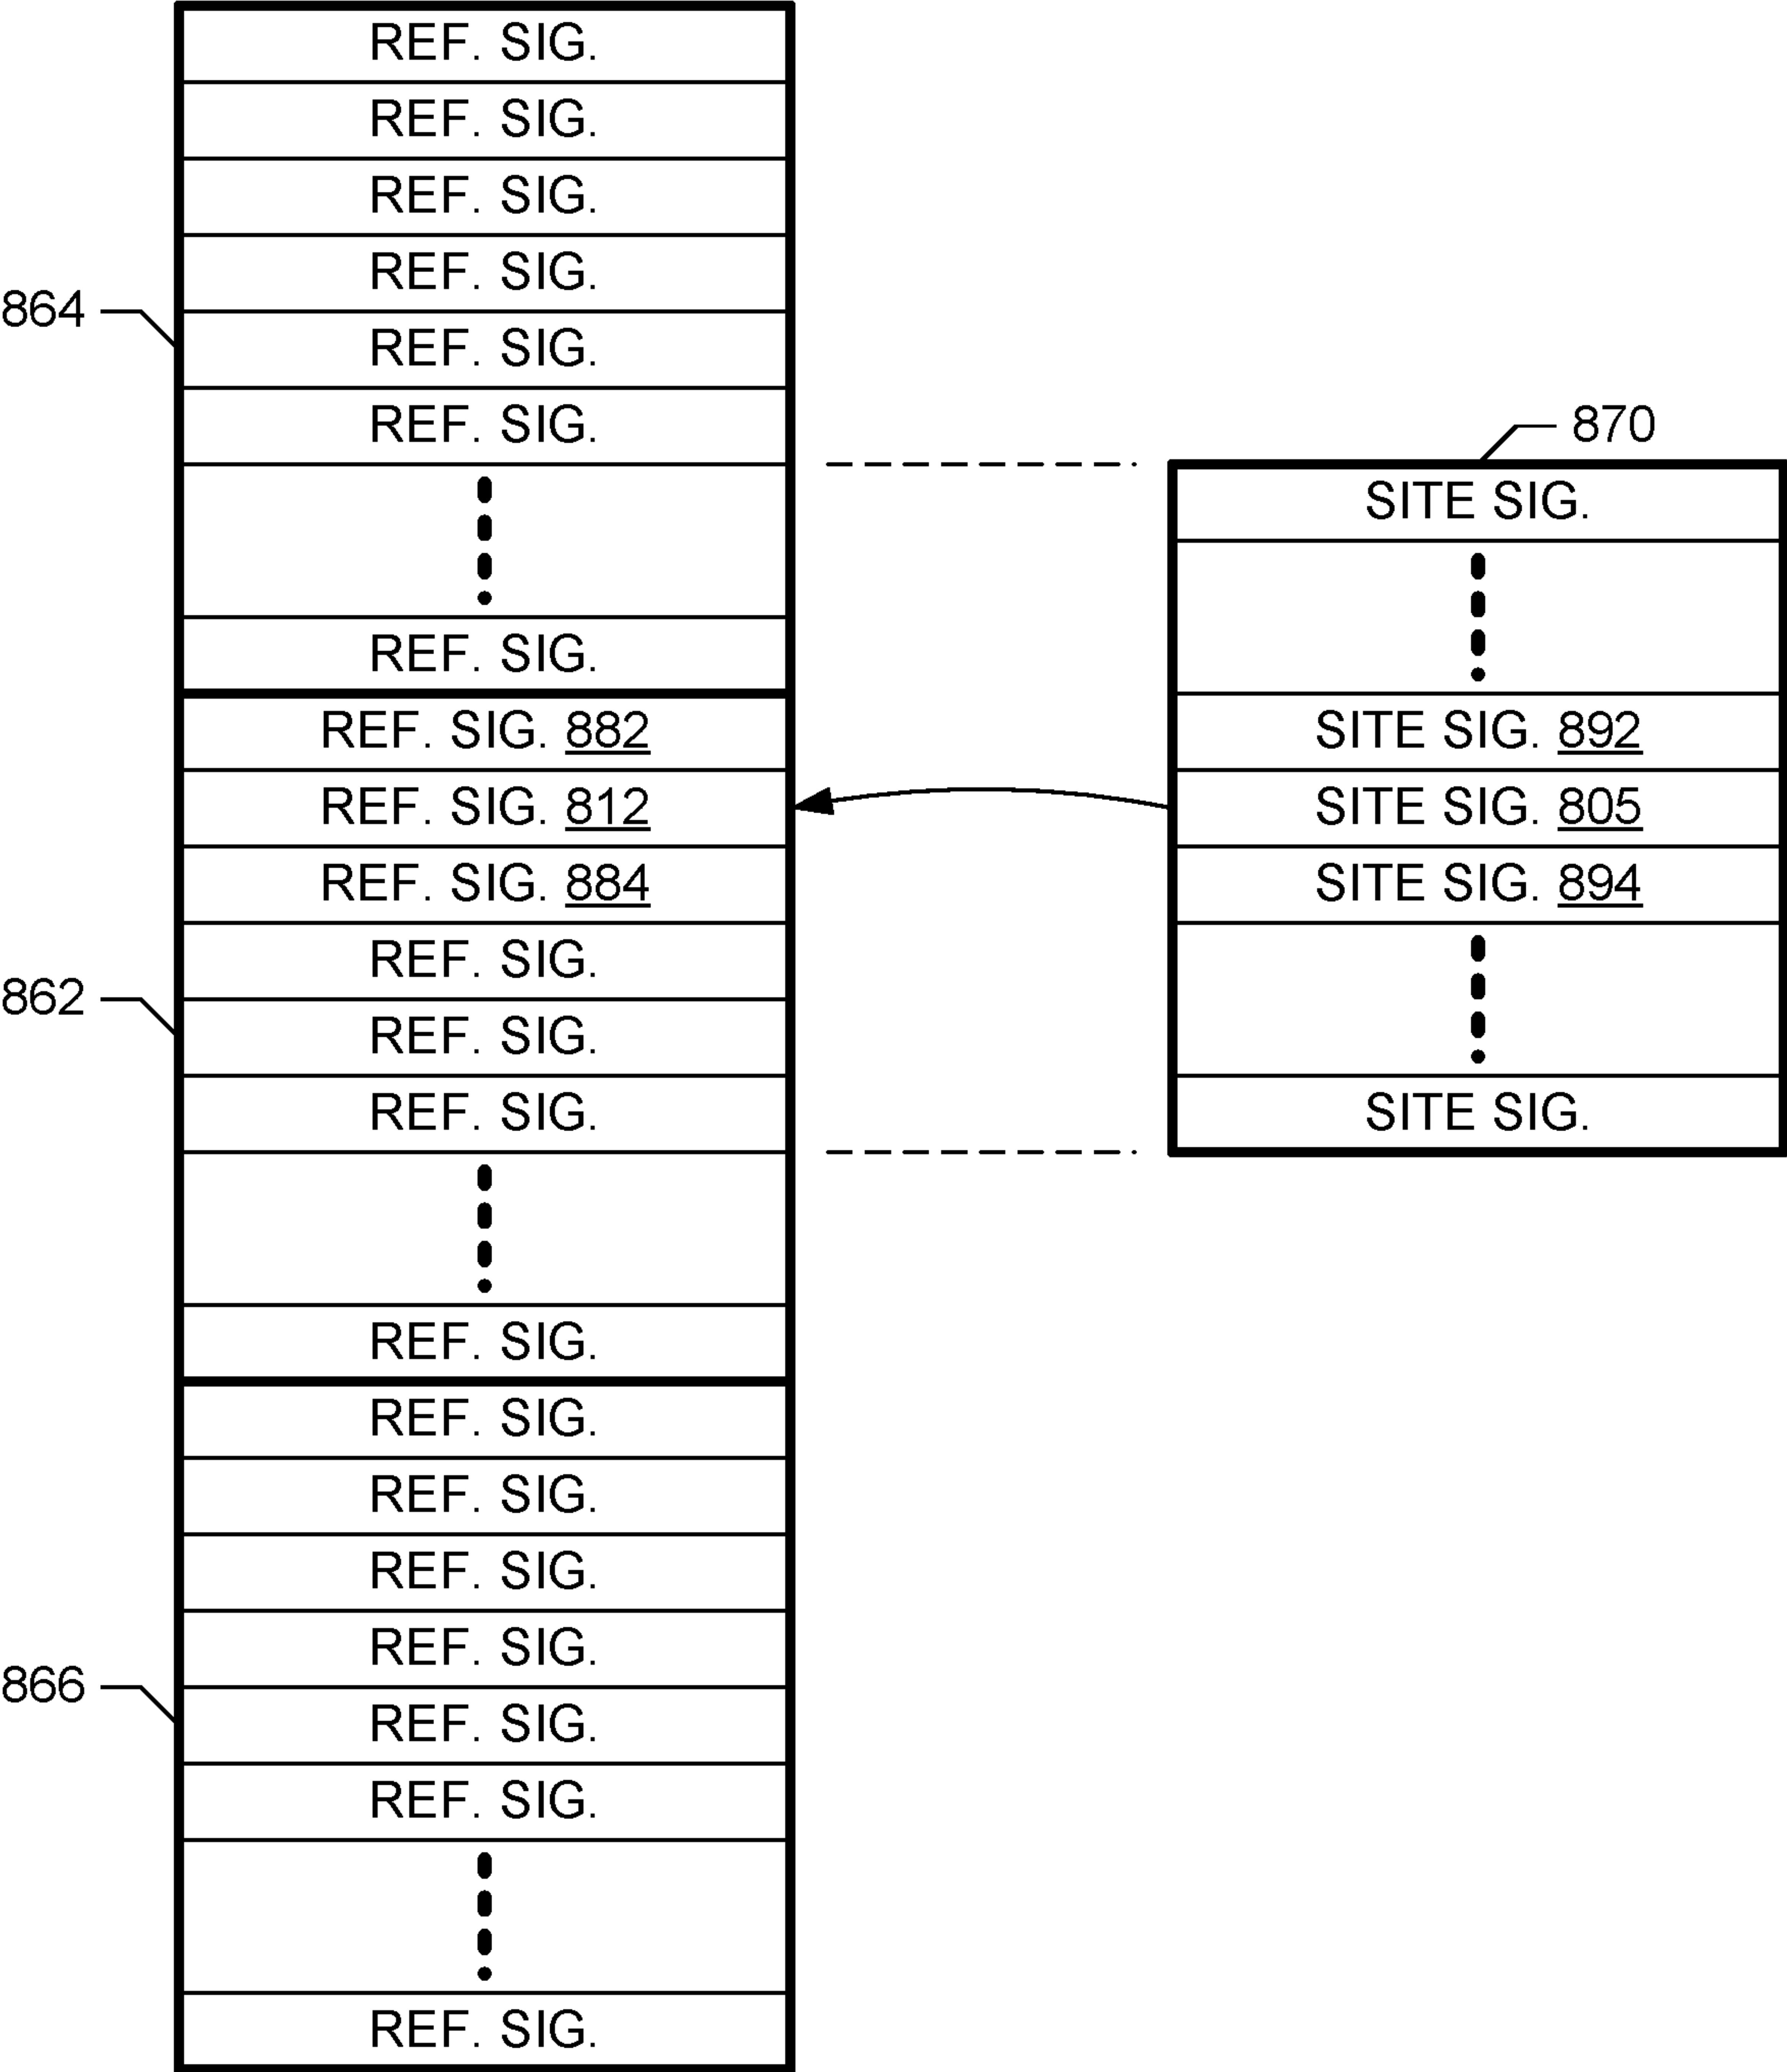 REF. SIG.
REF. SIG.
REF. SIG.
REF. SIG.
864
REF. SIG.
REF. SIG.
870
SITE SIG.
REF. SIG.
REF. SIG. 882
SITE SIG. 892
REF. SIG. 812
SITE SIG. 805
REF. SIG. 884
SITE SIG. 894
REF. SIG.
862
REF. SIG.
REF. SIG.
SITE SIG.
REF. SIG.
REF. SIG.
REF. SIG.
REF. SIG.
REF. SIG.
866
REF. SIG.
REF. SIG.
REF. SIG.